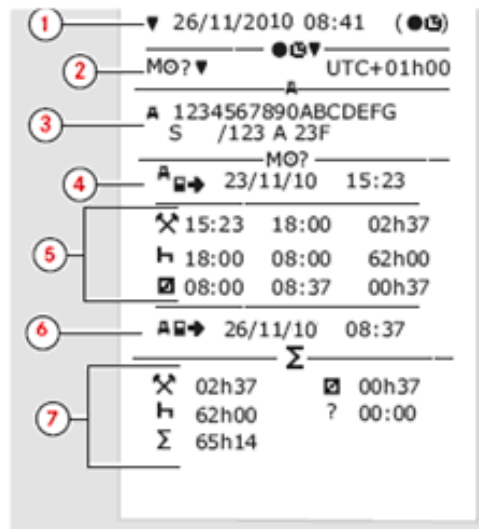 1 ▼ 26/11/2010 08:41 (●◷)
●◷▼
2 M⊙?▼ UTC+01h00
3 1234567890ABCDEFG
S /123 A 23F
M⊙?
4 23/11/10 15:23
5 ⚒ 15:23 18:00 02h37
18:00 08:00 62h00
08:00 08:37 00h37
6 26/11/10 08:37
Σ
7 ⚒ 02h37 00h37
62h00 ? 00:00
Σ 65h14